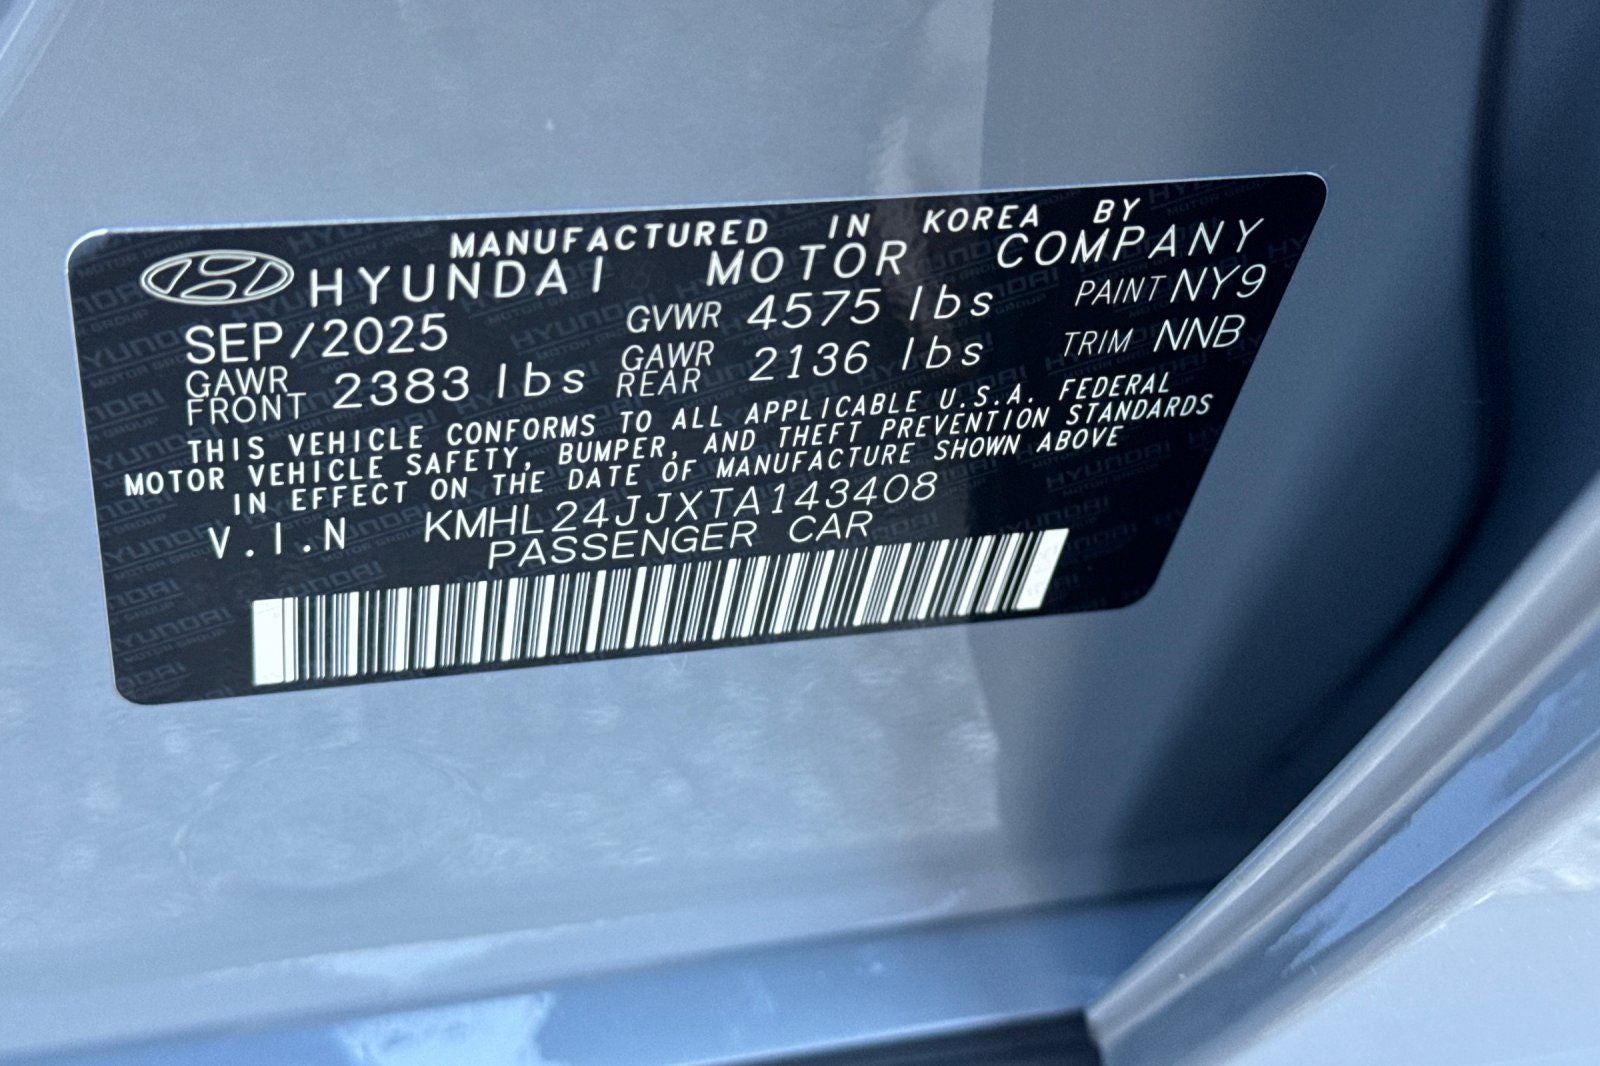 MANUFACTURED IN KOREA BY
HYUNDAI MOTOR COMPANY
SEP/2025 GVWR 4575 lbs PAINT NY9
GAWR FRONT 2383 lbs GAWR REAR 2136 lbs TRIM NNB
THIS VEHICLE CONFORMS TO ALL APPLICABLE U.S.A. FEDERAL
MOTOR VEHICLE SAFETY, BUMPER, AND THEFT PREVENTION STANDARDS
IN EFFECT ON THE DATE OF MANUFACTURE SHOWN ABOVE
V.I.N KMHL24JJXTA143408
PASSENGER CAR